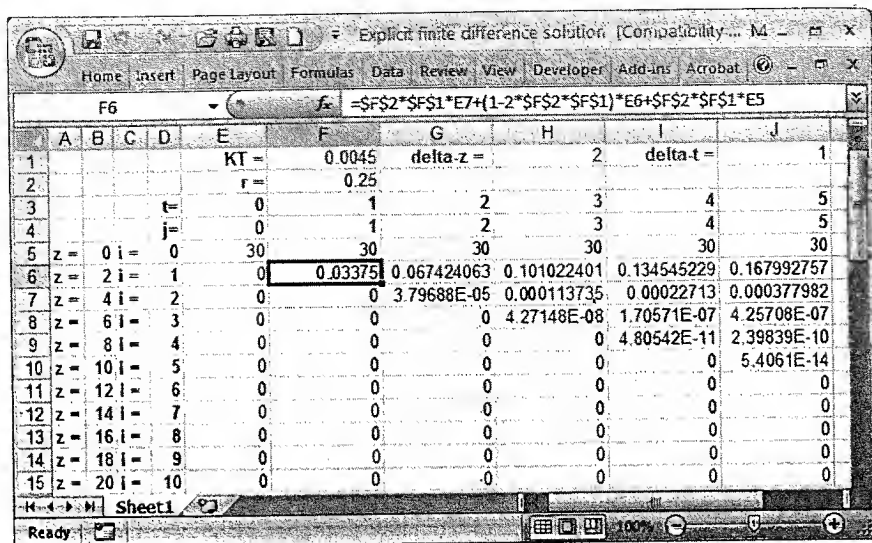 Explicit finite difference solution [Compatibility ... M
Home Insert Page Layout Formulas Data Review View Developer Add-Ins Acrobat
F6 fx =$F$2*$F$1*E7+(1-2*$F$2*$F$1)*E6+$F$2*$F$1*E5
A B C D E F G H I J
1 KT = 0.0045 delta-z = 2 delta-t = 1
2 r = 0.25
3 t= 0 1 2 3 4 5
4 j= 0 1 2 3 4 5
5 z = 0 i = 0 30 30 30 30 30 30
6 z = 2 i = 1 0 0.03375 0.067424063 0.101022401 0.134545229 0.167992757
7 z = 4 i = 2 0 0 3.79688E-05 0.000113735 0.00022713 0.000377982
8 z = 6 i = 3 0 0 0 4.27148E-08 1.70571E-07 4.25708E-07
9 z = 8 i = 4 0 0 0 0 4.80542E-11 2.39839E-10
10 z = 10 i = 5 0 0 0 0 0 5.4061E-14
11 z = 12 i = 6 0 0 0 0 0 0
12 z = 14 i = 7 0 0 0 0 0 0
13 z = 16 i = 8 0 0 0 0 0 0
14 z = 18 i = 9 0 0 0 0 0 0
15 z = 20 i = 10 0 0 0 0 0 0
Sheet1
Ready 100%